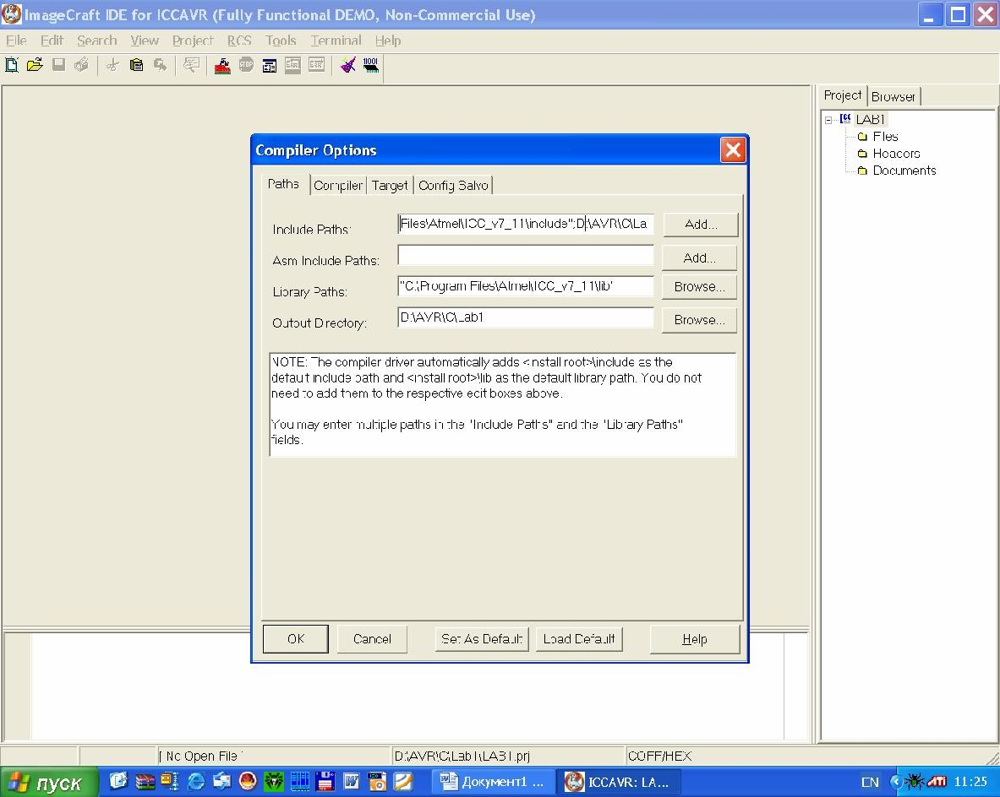 ImageCraft IDE for ICCAVR (Fully Functional DEMO, Non-Commercial Use)
File Edit Search View Project RCS Tools Terminal Help
STOP
1001
Project Browser
LAB1
Files
Headers
Documents
Compiler Options
Paths Compiler Target Config Salvo
Include Paths: Files\Atmel\ICC_v7_11\include";D:\AVR\C\La Add...
Asm Include Paths: Add...
Library Paths: "C:\Program Files\Atmel\ICC_v7_11\lib" Browse...
Output Directory: D:\AVR\C\Lab1 Browse...
NOTE: The compiler driver automatically adds <install root>\include as the
default include path and <install root>\lib as the default library path. You do not
need to add them to the respective edit boxes above.
You may enter multiple paths in the "Include Paths" and the "Library Paths"
fields.
OK Cancel Set As Default Load Default Help
[ No Open File ] D:\AVR\C\Lab1\LAB1.prj COFF/HEX
пуск Документ1 ... ICCAVR: LA... EN ATI 11:25